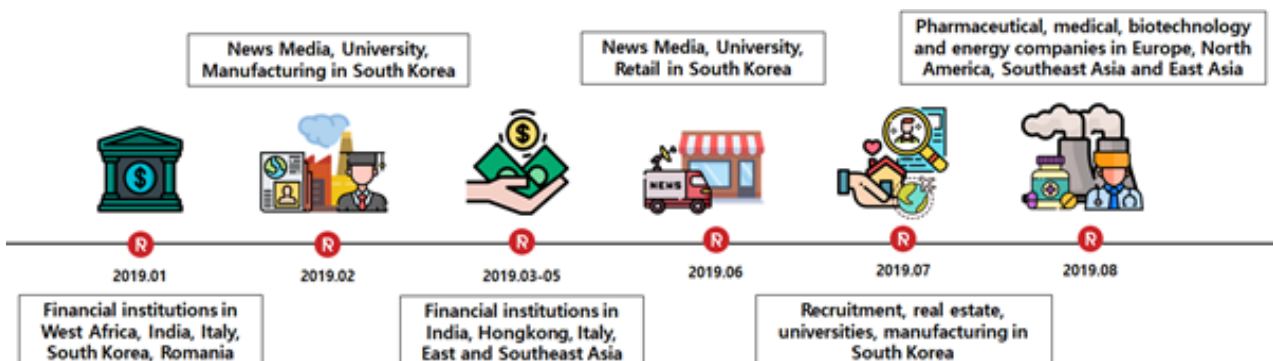 News Media, University,
Manufacturing in South Korea
News Media, University,
Retail in South Korea
Pharmaceutical, medical, biotechnology
and energy companies in Europe, North
America, Southeast Asia and East Asia
NEWS
2019.01
2019.02
2019.03-05
2019.06
2019.07
2019.08
Financial institutions in
West Africa, India, Italy,
South Korea, Romania
Financial institutions in
India, Hongkong, Italy,
East and Southeast Asia
Recruitment, real estate,
universities, manufacturing in
South Korea